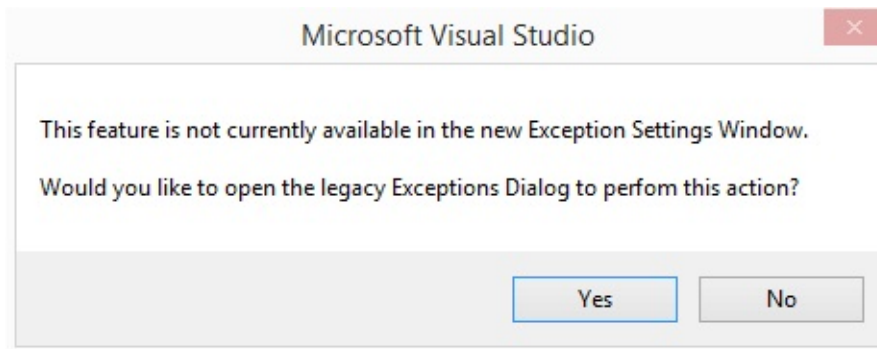 Microsoft Visual Studio
This feature is not currently available in the new Exception Settings Window.
Would you like to open the legacy Exceptions Dialog to perfom this action?
Yes No